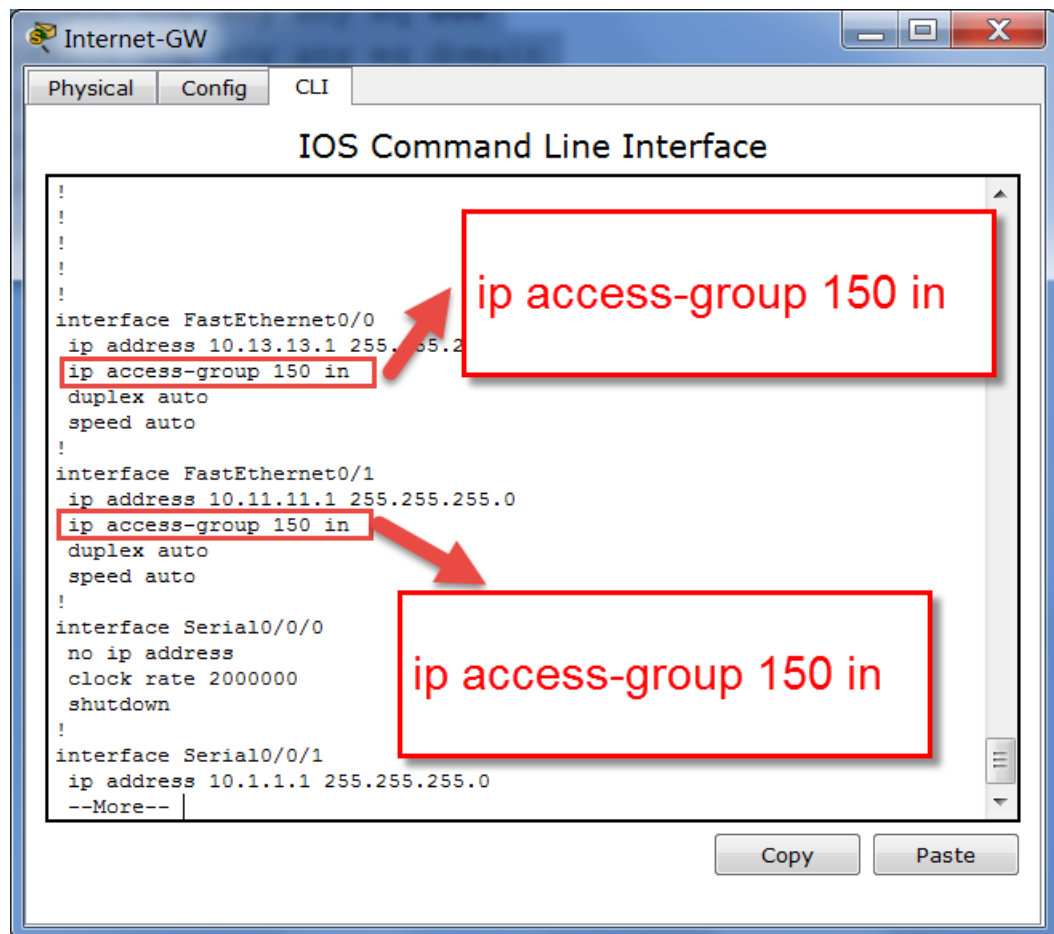 Internet-GW
Physical Config CLI
IOS Command Line Interface
!
!
!
!
!
interface FastEthernet0/0
ip address 10.13.13.1 255.
ip access-group 150 in
ip access-group 150 in
duplex auto
speed auto
!
interface FastEthernet0/1
ip address 10.11.11.1 255.255.255.0
ip access-group 150 in
duplex auto
speed auto
!
interface Serial0/0/0
no ip address
clock rate 2000000
shutdown
ip access-group 150 in
!
interface Serial0/0/1
ip address 10.1.1.1 255.255.255.0
--More--
Copy Paste